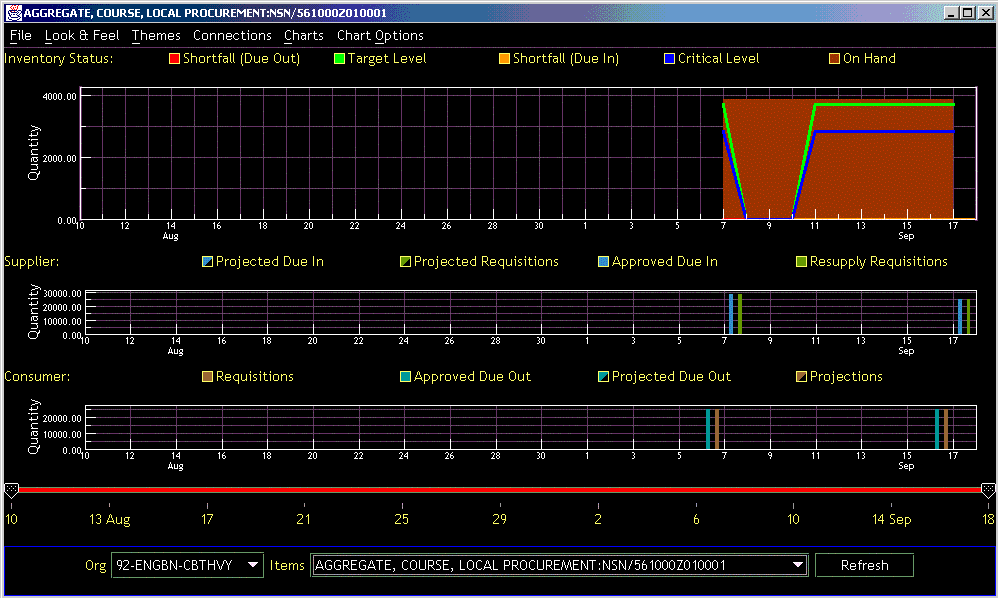 AGGREGATE, COURSE, LOCAL PROCUREMENT:NSN/561000Z010001
File Look & Feel Themes Connections Charts Chart Options
Inventory Status: Shortfall (Due Out) Target Level Shortfall (Due In) Critical Level On Hand
4000.00
Quantity
2000.00
0.00
10 12 14 16 18 20 22 24 26 28 30 1 3 5 7 9 11 13 15 17
Aug Sep
Supplier: Projected Due In Projected Requisitions Approved Due In Resupply Requisitions
30000.00
Quantity
20000.00
10000.00
0.00
10 12 14 16 18 20 22 24 26 28 30 1 3 5 7 9 11 13 15 17
Aug Sep
Consumer: Requisitions Approved Due Out Projected Due Out Projections
Quantity
20000.00
10000.00
0.00
10 12 14 16 18 20 22 24 26 28 30 1 3 5 7 9 11 13 15 17
Aug Sep
10 13 Aug 17 21 25 29 2 6 10 14 Sep 18
Org 92-ENGBN-CBTHVY Items AGGREGATE, COURSE, LOCAL PROCUREMENT:NSN/561000Z010001 Refresh